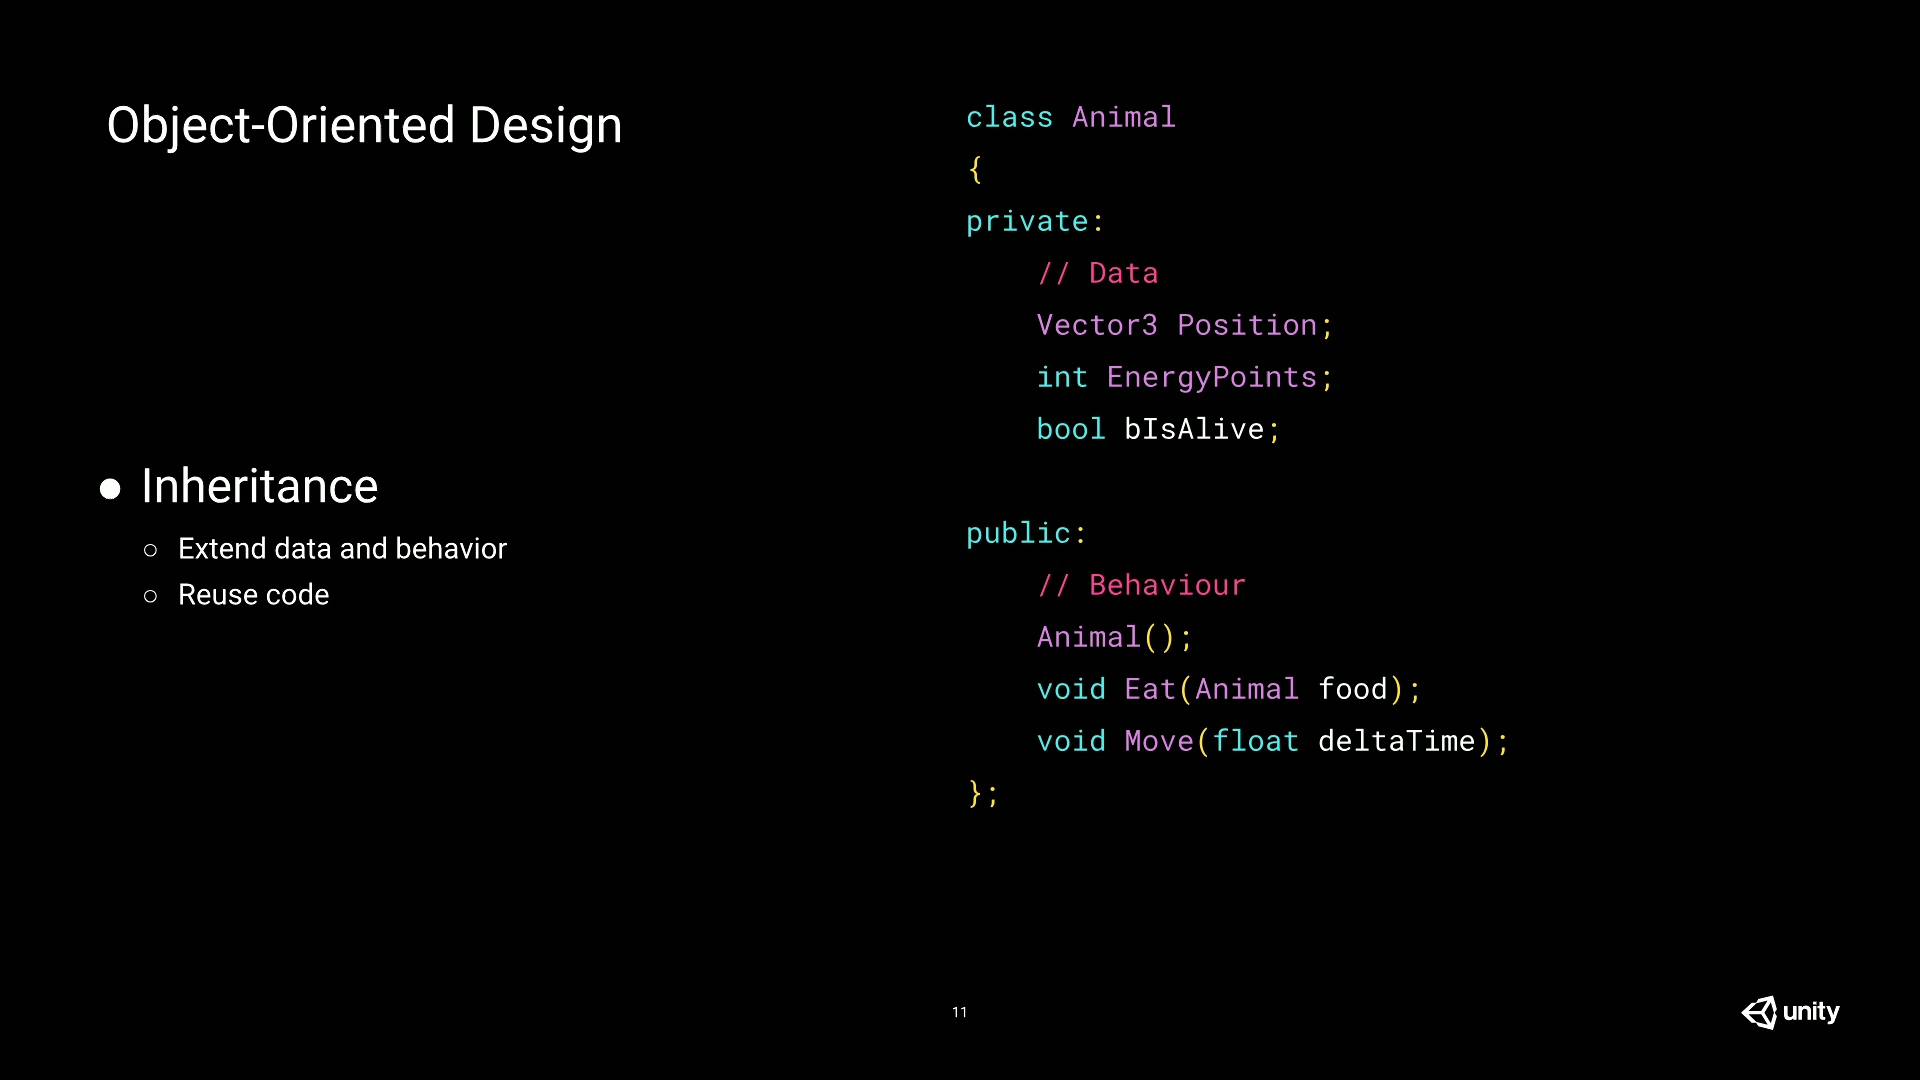 Object-Oriented Design
● Inheritance
○ Extend data and behavior
○ Reuse code
class Animal
{
private:
    // Data
    Vector3 Position;
    int EnergyPoints;
    bool bIsAlive;
public:
    // Behaviour
    Animal();
    void Eat(Animal food);
    void Move(float deltaTime);
};
11
unity